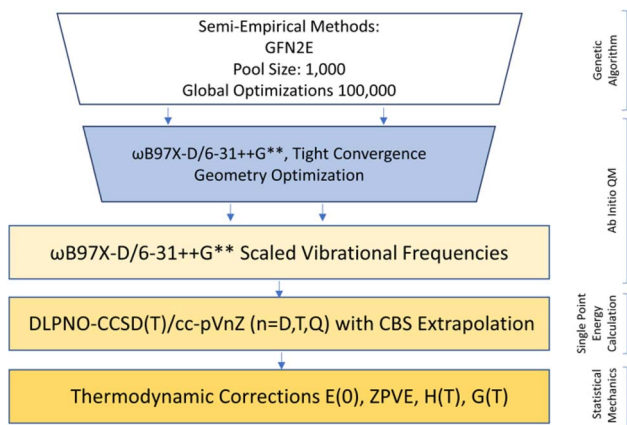 Semi-Empirical Methods:
GFN2E
Pool Size: 1,000
Global Optimizations 100,000
Genetic
Algorithm
ωB97X-D/6-31++G**, Tight Convergence
Geometry Optimization
Ab Initio QM
ωB97X-D/6-31++G** Scaled Vibrational Frequencies
DLPNO-CCSD(T)/cc-pVnZ (n=D,T,Q) with CBS Extrapolation
Single Point
Energy
Calculation
Thermodynamic Corrections E(0), ZPVE, H(T), G(T)
Statistical
Mechanics